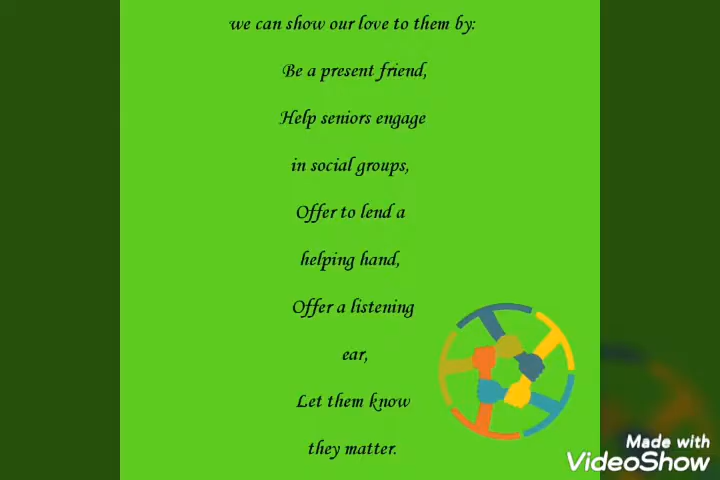 we can show our love to them by:
Be a present friend,
Help seniors engage
in social groups,
Offer to lend a
helping hand,
Offer a listening
ear,
Let them know
they matter.
Made with
VideoShow